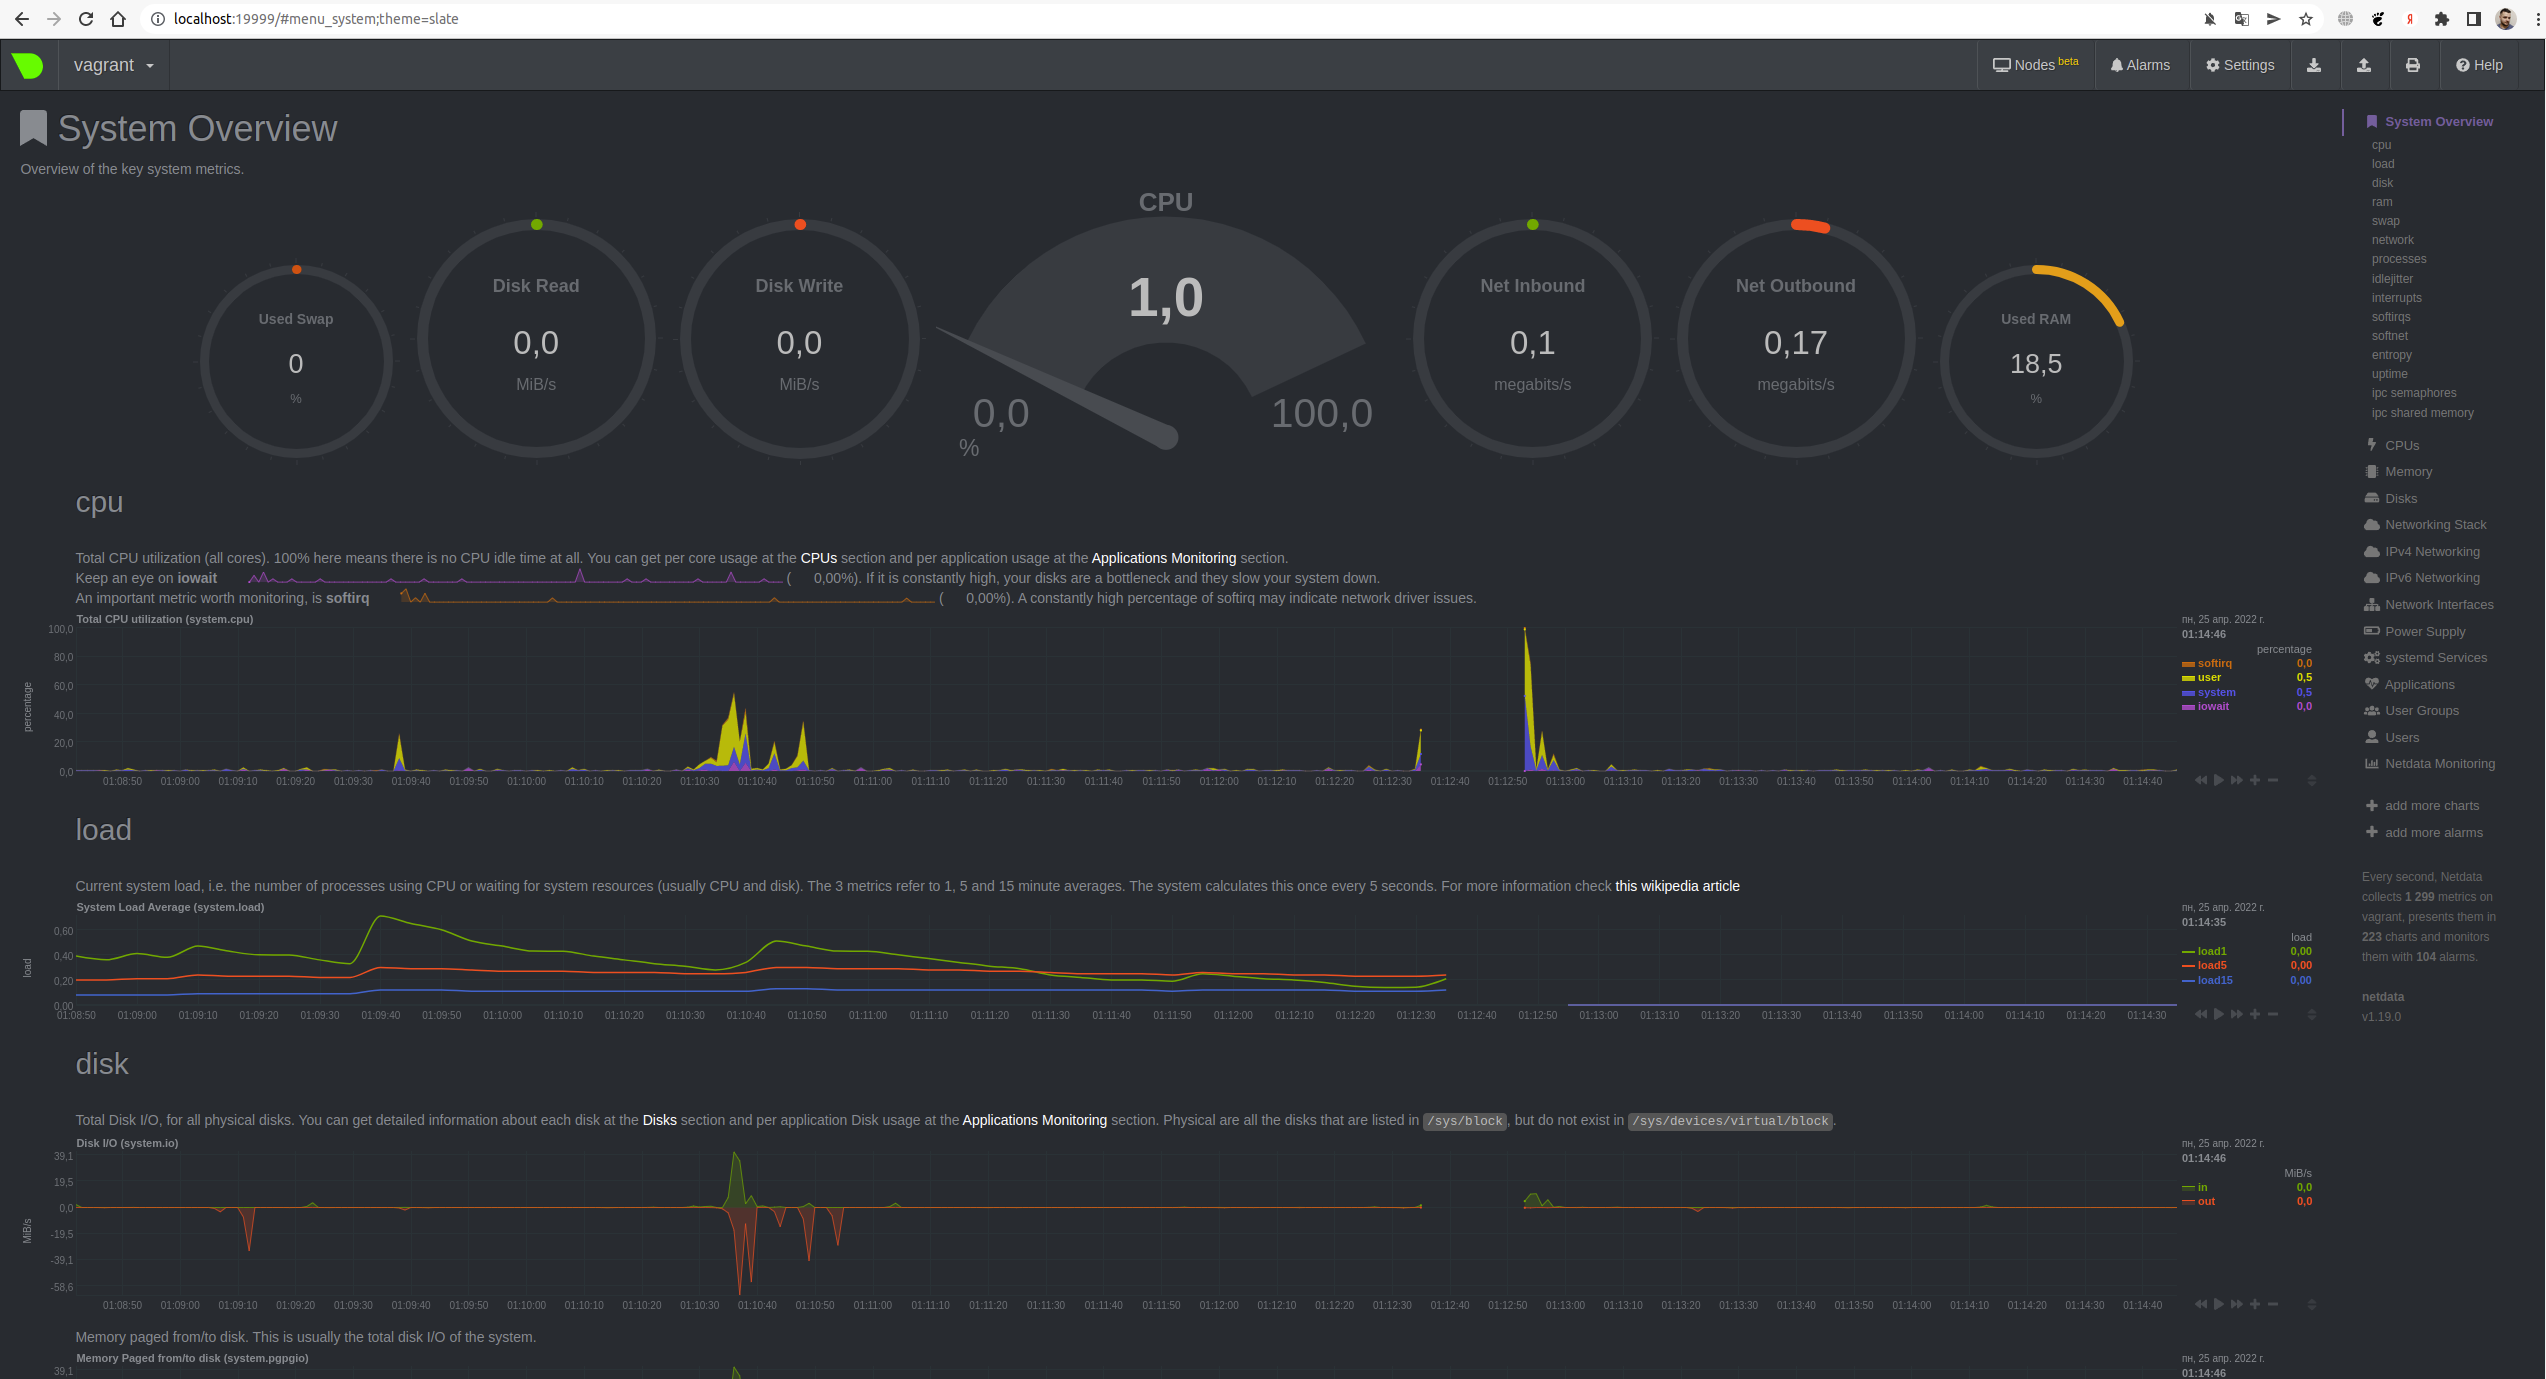 localhost:19999/#menu_system;theme=slate
vagrant
Nodes beta
Alarms
Settings
Help
System Overview
Overview of the key system metrics.
Used Swap
0
%
Disk Read
0,0
MiB/s
Disk Write
0,0
MiB/s
CPU
1,0
0,0
100,0
%
Net Inbound
0,1
megabits/s
Net Outbound
0,17
megabits/s
Used RAM
18,5
%
cpu
Total CPU utilization (all cores). 100% here means there is no CPU idle time at all. You can get per core usage at the CPUs section and per application usage at the Applications Monitoring section.
Keep an eye on iowait ( 0,00%). If it is constantly high, your disks are a bottleneck and they slow your system down.
An important metric worth monitoring, is softirq ( 0,00%). A constantly high percentage of softirq may indicate network driver issues.
Total CPU utilization (system.cpu)
percentage
100,0
80,0
60,0
40,0
20,0
0,0
01:08:50 01:09:00 01:09:10 01:09:20 01:09:30 01:09:40 01:09:50 01:10:00 01:10:10 01:10:20 01:10:30 01:10:40 01:10:50 01:11:00 01:11:10 01:11:20 01:11:30 01:11:40 01:11:50 01:12:00 01:12:10 01:12:20 01:12:30 01:12:40 01:12:50 01:13:00 01:13:10 01:13:20 01:13:30 01:13:40 01:13:50 01:14:00 01:14:10 01:14:20 01:14:30 01:14:40
пн, 25 апр. 2022 г.
01:14:46
percentage
softirq 0,0
user 0,5
system 0,5
iowait 0,0
load
Current system load, i.e. the number of processes using CPU or waiting for system resources (usually CPU and disk). The 3 metrics refer to 1, 5 and 15 minute averages. The system calculates this once every 5 seconds. For more information check this wikipedia article
System Load Average (system.load)
load
0,60
0,40
0,20
0,00
01:08:50 01:09:00 01:09:10 01:09:20 01:09:30 01:09:40 01:09:50 01:10:00 01:10:10 01:10:20 01:10:30 01:10:40 01:10:50 01:11:00 01:11:10 01:11:20 01:11:30 01:11:40 01:11:50 01:12:00 01:12:10 01:12:20 01:12:30 01:12:40 01:12:50 01:13:00 01:13:10 01:13:20 01:13:30 01:13:40 01:13:50 01:14:00 01:14:10 01:14:20 01:14:30
пн, 25 апр. 2022 г.
01:14:35
load
load1 0,00
load5 0,00
load15 0,00
disk
Total Disk I/O, for all physical disks. You can get detailed information about each disk at the Disks section and per application Disk usage at the Applications Monitoring section. Physical are all the disks that are listed in /sys/block, but do not exist in /sys/devices/virtual/block.
Disk I/O (system.io)
MiB/s
39,1
19,5
0,0
-19,5
-39,1
-58,6
01:08:50 01:09:00 01:09:10 01:09:20 01:09:30 01:09:40 01:09:50 01:10:00 01:10:10 01:10:20 01:10:30 01:10:40 01:10:50 01:11:00 01:11:10 01:11:20 01:11:30 01:11:40 01:11:50 01:12:00 01:12:10 01:12:20 01:12:30 01:12:40 01:12:50 01:13:00 01:13:10 01:13:20 01:13:30 01:13:40 01:13:50 01:14:00 01:14:10 01:14:20 01:14:30 01:14:40
пн, 25 апр. 2022 г.
01:14:46
MiB/s
in 0,0
out 0,0
Memory paged from/to disk. This is usually the total disk I/O of the system.
Memory Paged from/to disk (system.pgpgio)
39,1
пн, 25 апр. 2022 г.
01:14:46
System Overview
cpu
load
disk
ram
swap
network
processes
idlejitter
interrupts
softirqs
softnet
entropy
uptime
ipc semaphores
ipc shared memory
CPUs
Memory
Disks
Networking Stack
IPv4 Networking
IPv6 Networking
Network Interfaces
Power Supply
systemd Services
Applications
User Groups
Users
Netdata Monitoring
add more charts
add more alarms
Every second, Netdata
collects 1 299 metrics on
vagrant, presents them in
223 charts and monitors
them with 104 alarms.
netdata
v1.19.0